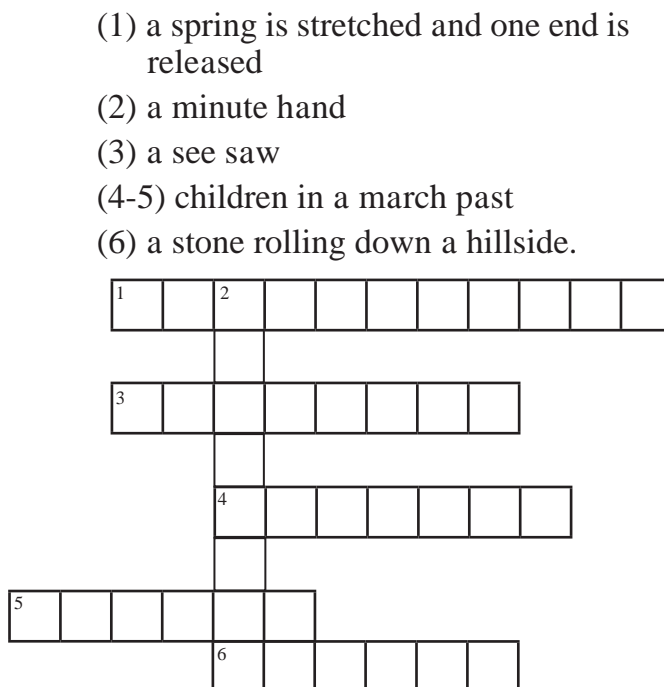 (1) a spring is stretched and one end is
released
(2) a minute hand
(3) a see saw
(4-5) children in a march past
(6) a stone rolling down a hillside.
1 2
3
4
5
6